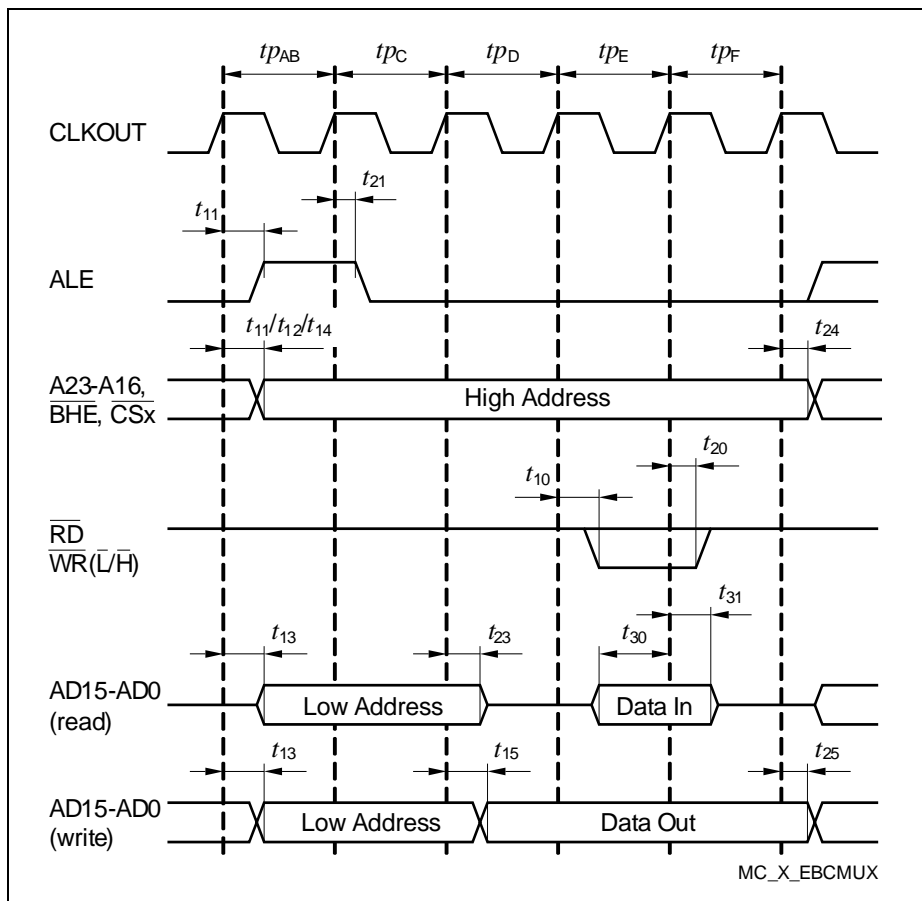 tpAB tpC tpD tpE tpF
CLKOUT
t21
t11
ALE
t11/t12/t14 t24
A23-A16,
BHE, CSx
High Address
t20
t10
RD
WR(L/H)
t31
t13 t23 t30
AD15-AD0
(read)
Low Address Data In
t13 t15 t25
AD15-AD0
(write)
Low Address Data Out
MC_X_EBCMUX